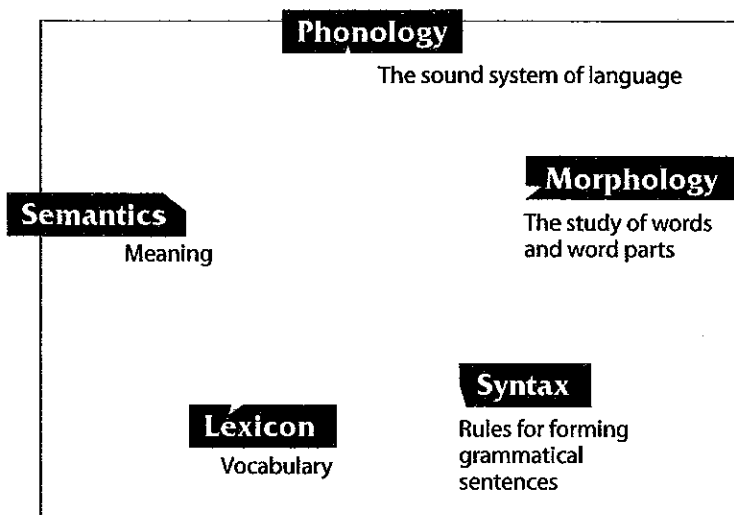 Phonology
The sound system of language
Morphology
The study of words
and word parts
Semantics
Meaning
Syntax
Rules for forming
grammatical
sentences
Lexicon
Vocabulary